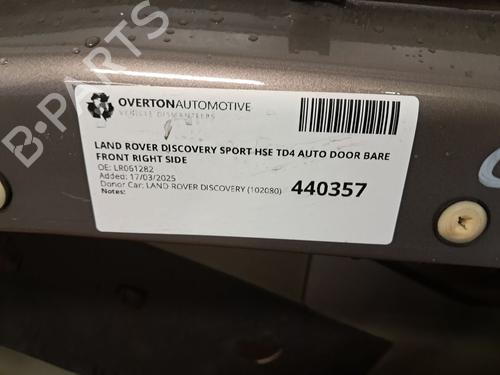 B-PARTS
OVERTONAUTOMOTIVE
VEHICLE DISMANTLERS
LAND ROVER DISCOVERY SPORT HSE TD4 AUTO DOOR BARE
FRONT RIGHT SIDE
OE: LR061282
Added: 17/03/2025
Donor Car: LAND ROVER DISCOVERY (102080)
Notes:
440357